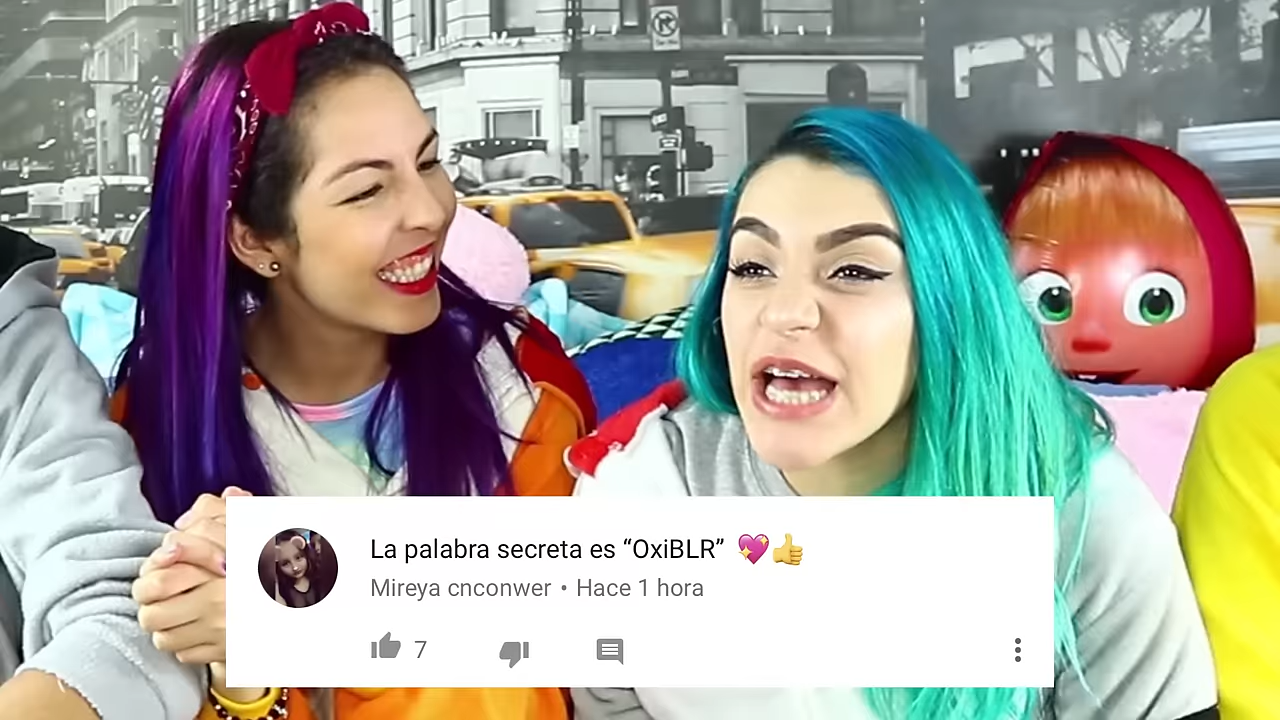 La palabra secreta es “OxiBLR” 💖👍
Mireya cnconwer • Hace 1 hora
7